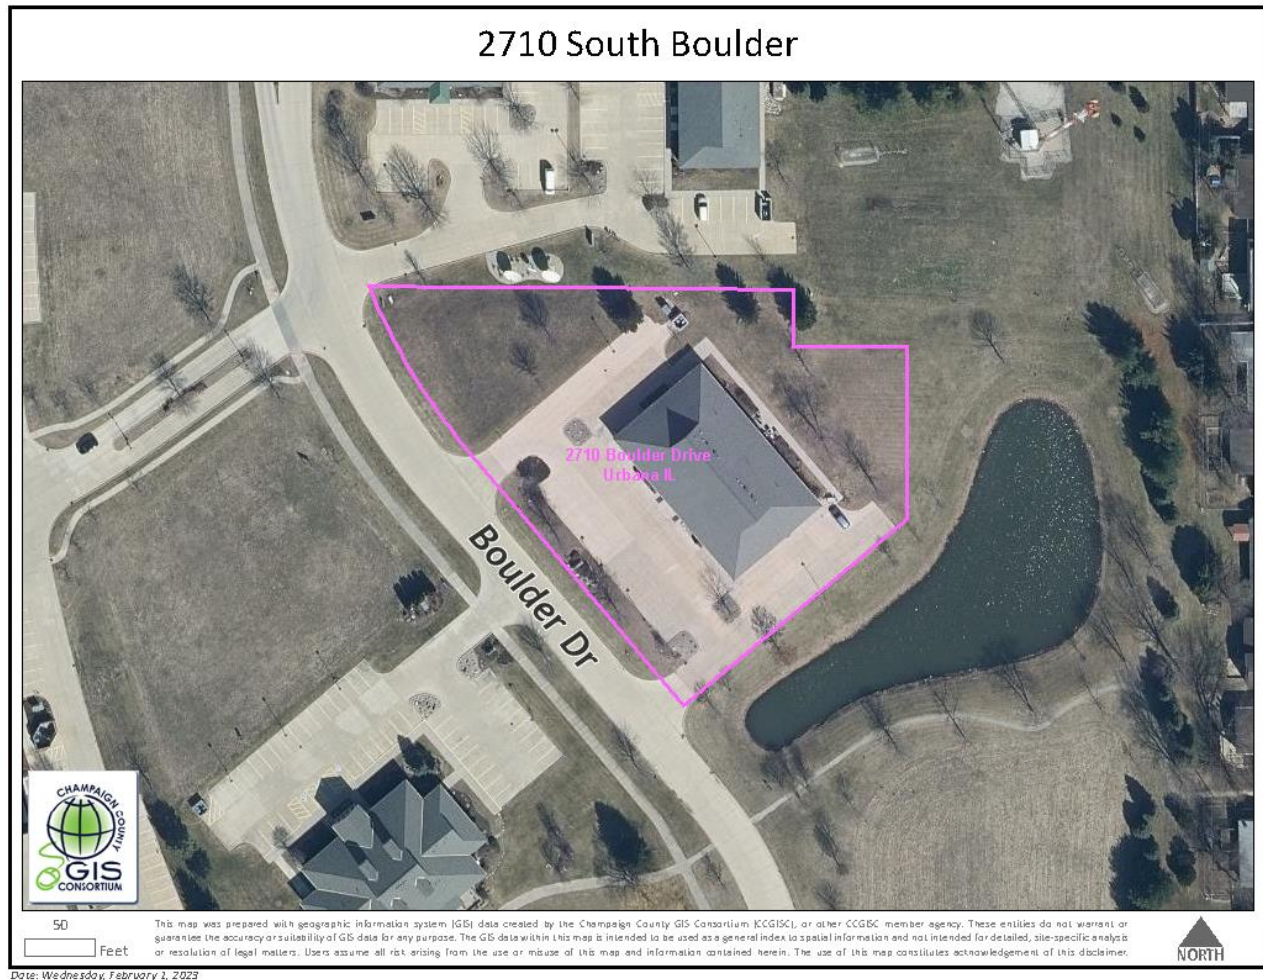 2710 South Boulder
2710 Boulder Drive
Urbana IL
Boulder Dr
CHAMPAIGN COUNTY
GIS
CONSORTIUM
50
Feet
This map was prepared with geographic information system (GIS) data created by the Champaign County GIS Consortium (CCGISC), or other CCGISC member agency. These entities do not warrant or
guarantee the accuracy or suitability of GIS data for any purpose. The GIS data within this map is intended to be used as a general index to spatial information and not intended for detailed, site-specific analysis
or resolution of legal matters. Users assume all risk arising from the use or misuse of this map and information contained herein. The use of this map constitutes acknowledgement of this disclaimer.
NORTH
Date: Wednesday, February 1, 2023